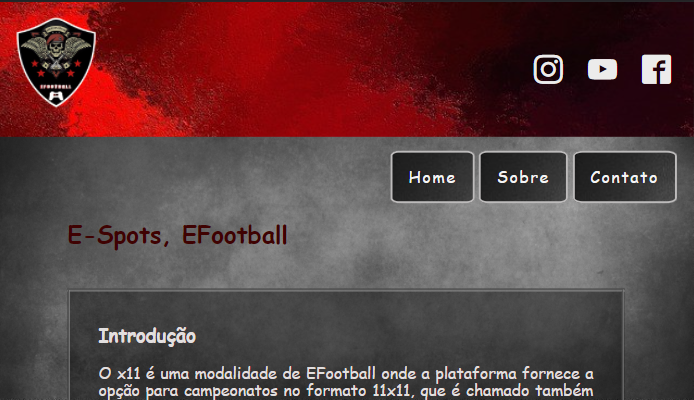 EFOOTBALL
Home Sobre Contato
E-Spots, EFootball
Introdução
O x11 é uma modalidade de EFootball onde a plataforma fornece a
opção para campeonatos no formato 11x11, que é chamado também